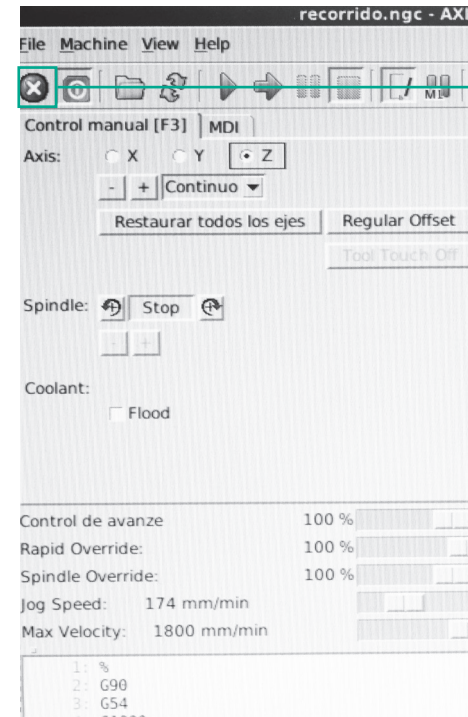 recorrido.ngc - AXI
File Machine View Help
Control manual [F3] MDI
Axis: X Y Z
- + Continuo
Restaurar todos los ejes Regular Offset
Tool Touch Off
Spindle: Stop
- +
Coolant:
Flood
Control de avanze 100 %
Rapid Override: 100 %
Spindle Override: 100 %
Jog Speed: 174 mm/min
Max Velocity: 1800 mm/min
1: %
2: G90
3: G54